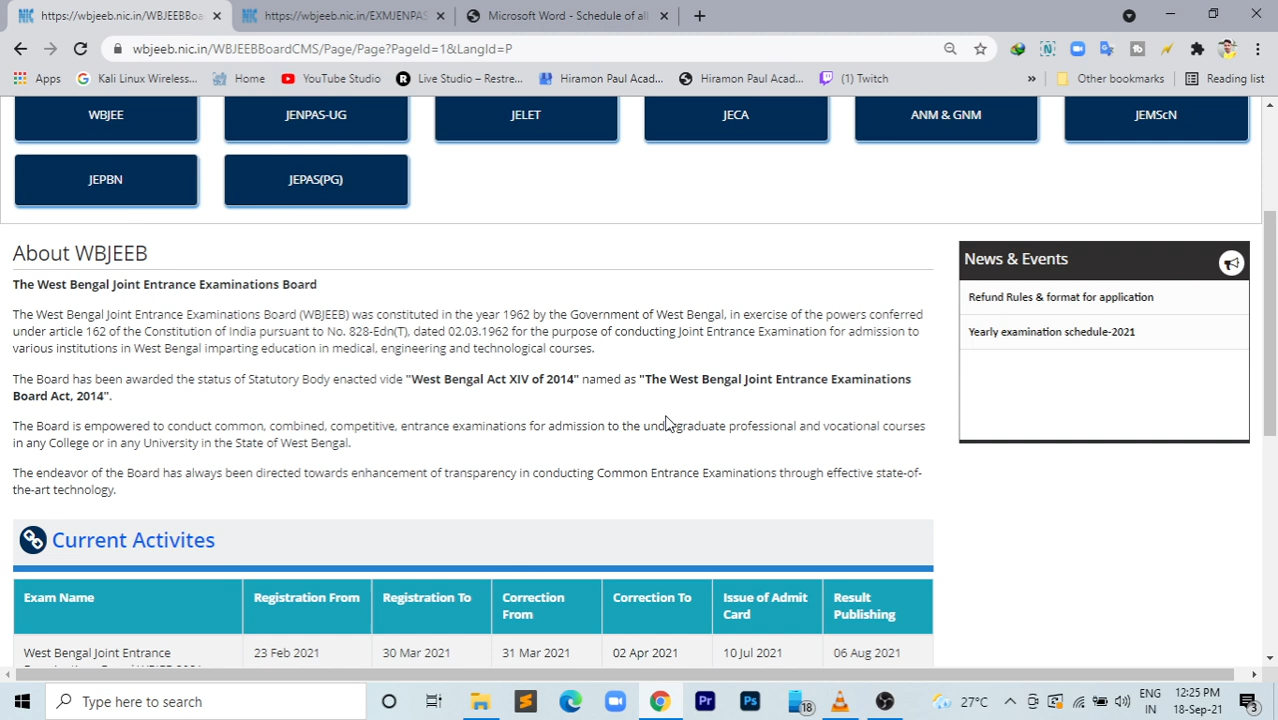 https://wbjeeb.nic.in/WBJEEBBoa
https://wbjeeb.nic.in/EXMJENPAS
Microsoft Word - Schedule of all
wbjeeb.nic.in/WBJEEBBoardCMS/Page/Page?PageId=1&LangId=P
Apps
Kali Linux Wireless...
Home
YouTube Studio
Live Studio – Restre...
Hiramon Paul Acad...
Hiramon Paul Acad...
(1) Twitch
»
Other bookmarks
Reading list
WBJEE
JENPAS-UG
JELET
JECA
ANM & GNM
JEMScN
JEPBN
JEPAS(PG)
About WBJEEB
The West Bengal Joint Entrance Examinations Board
The West Bengal Joint Entrance Examinations Board (WBJEEB) was constituted in the year 1962 by the Government of West Bengal, in exercise of the powers conferred
under article 162 of the Constitution of India pursuant to No. 828-Edn(T), dated 02.03.1962 for the purpose of conducting Joint Entrance Examination for admission to
various institutions in West Bengal imparting education in medical, engineering and technological courses.
The Board has been awarded the status of Statutory Body enacted vide "West Bengal Act XIV of 2014" named as "The West Bengal Joint Entrance Examinations
Board Act, 2014".
The Board is empowered to conduct common, combined, competitive, entrance examinations for admission to the undergraduate professional and vocational courses
in any College or in any University in the State of West Bengal.
The endeavor of the Board has always been directed towards enhancement of transparency in conducting Common Entrance Examinations through effective state-of-
the-art technology.
News & Events
Refund Rules & format for application
Yearly examination schedule-2021
Current Activites
Exam Name
Registration From
Registration To
Correction
From
Correction To
Issue of Admit
Card
Result
Publishing
West Bengal Joint Entrance
23 Feb 2021
30 Mar 2021
31 Mar 2021
02 Apr 2021
10 Jul 2021
06 Aug 2021
Type here to search
Pr
Ps
18
27°C
ENG
IN
12:25 PM
18-Sep-21
3